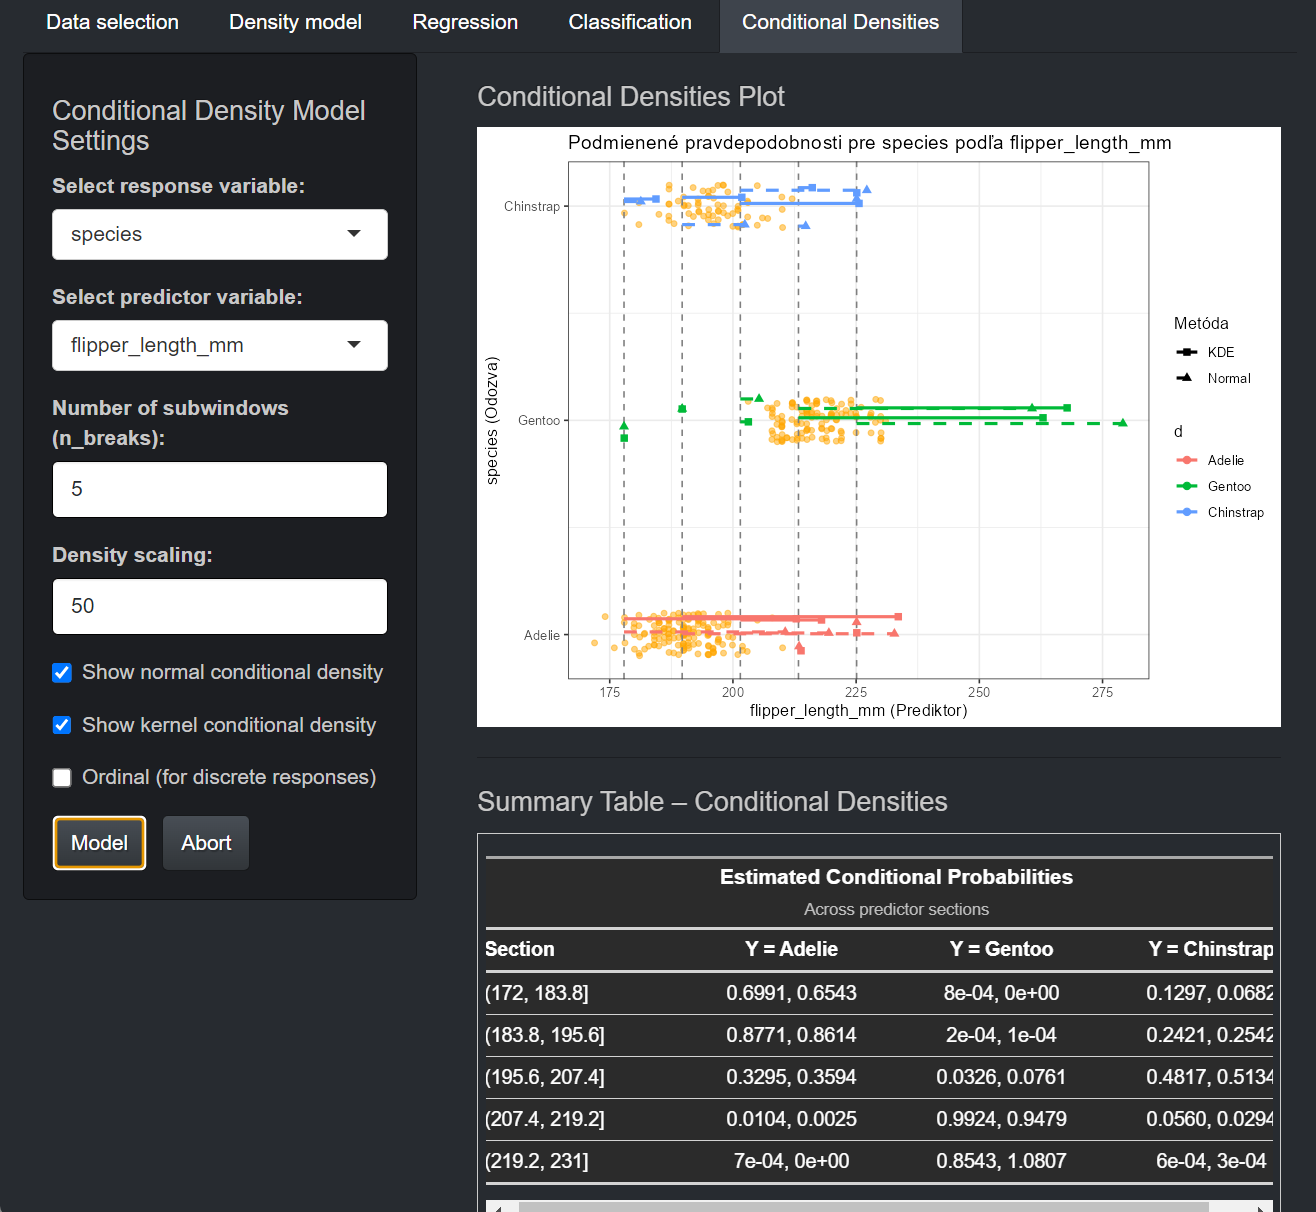 Data selection
Density model
Regression
Classification
Conditional Densities
Conditional Density Model
Settings
Select response variable:
species
Select predictor variable:
flipper_length_mm
Number of subwindows
(n_breaks):
5
Density scaling:
50
Show normal conditional density
Show kernel conditional density
Ordinal (for discrete responses)
Model
Abort
Conditional Densities Plot
Podmienené pravdepodobnosti pre species podľa flipper_length_mm
species (Odozva)
Chinstrap
Gentoo
Adelie
175
200
225
250
275
flipper_length_mm (Prediktor)
Metóda
KDE
Normal
d
Adelie
Gentoo
Chinstrap
Summary Table – Conditional Densities
Estimated Conditional Probabilities
Across predictor sections
Section Y = Adelie Y = Gentoo Y = Chinstrap
(172, 183.8] 0.6991, 0.6543 8e-04, 0e+00 0.1297, 0.0682
(183.8, 195.6] 0.8771, 0.8614 2e-04, 1e-04 0.2421, 0.2542
(195.6, 207.4] 0.3295, 0.3594 0.0326, 0.0761 0.4817, 0.5134
(207.4, 219.2] 0.0104, 0.0025 0.9924, 0.9479 0.0560, 0.0294
(219.2, 231] 7e-04, 0e+00 0.8543, 1.0807 6e-04, 3e-04